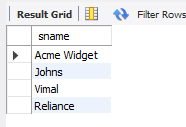 Result Grid Filter Rows
sname
Acme Widget
Johns
Vimal
Reliance